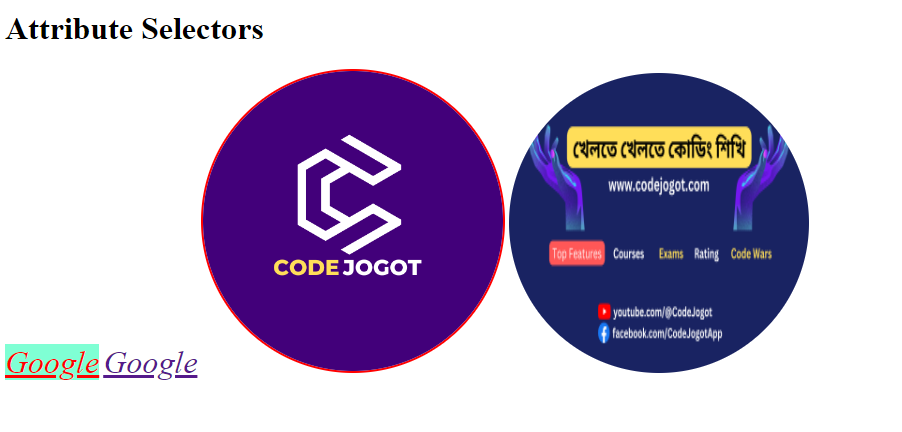 Attribute Selectors
CODE JOGOT
খেলতে খেলতে কোডিং শিখি
www.codejogot.com
Top Features Courses Exams Rating Code Wars
youtube.com/@CodeJogot
facebook.com/CodeJogotApp
Google Google